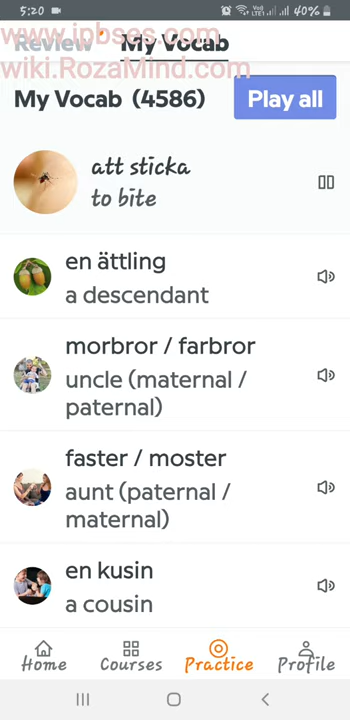 5:20
VoI) LTE1 40%
www.ipbses.com
Review My Vocab
wiki.RozaMind.com
My Vocab (4586) Play all
att sticka
to bite
en ättling
a descendant
morbror / farbror
uncle (maternal /
paternal)
faster / moster
aunt (paternal /
maternal)
en kusin
a cousin
Home Courses Practice Profile